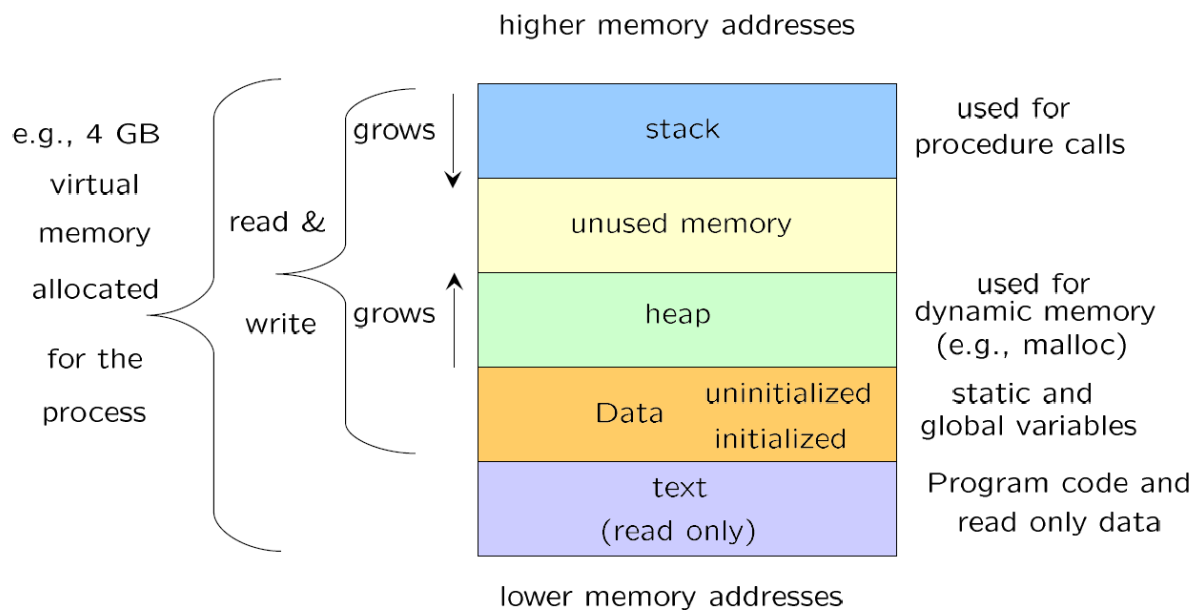 higher memory addresses
e.g., 4 GB
virtual
memory
allocated
for the
process
read &
write
grows
grows
stack
used for
procedure calls
unused memory
heap
used for
dynamic memory
(e.g., malloc)
Data
uninitialized
initialized
static and
global variables
text
(read only)
Program code and
read only data
lower memory addresses